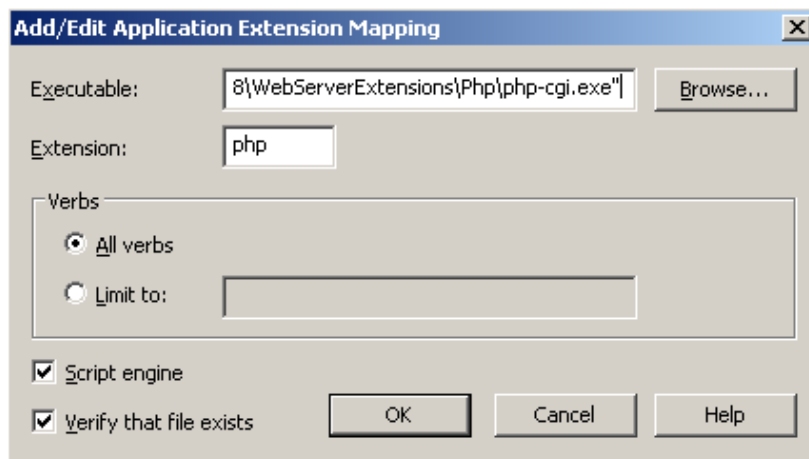 Add/Edit Application Extension Mapping
Executable: 8\WebServerExtensions\Php\php-cgi.exe" Browse...
Extension: php
Verbs
All verbs
Limit to:
Script engine
Verify that file exists OK Cancel Help